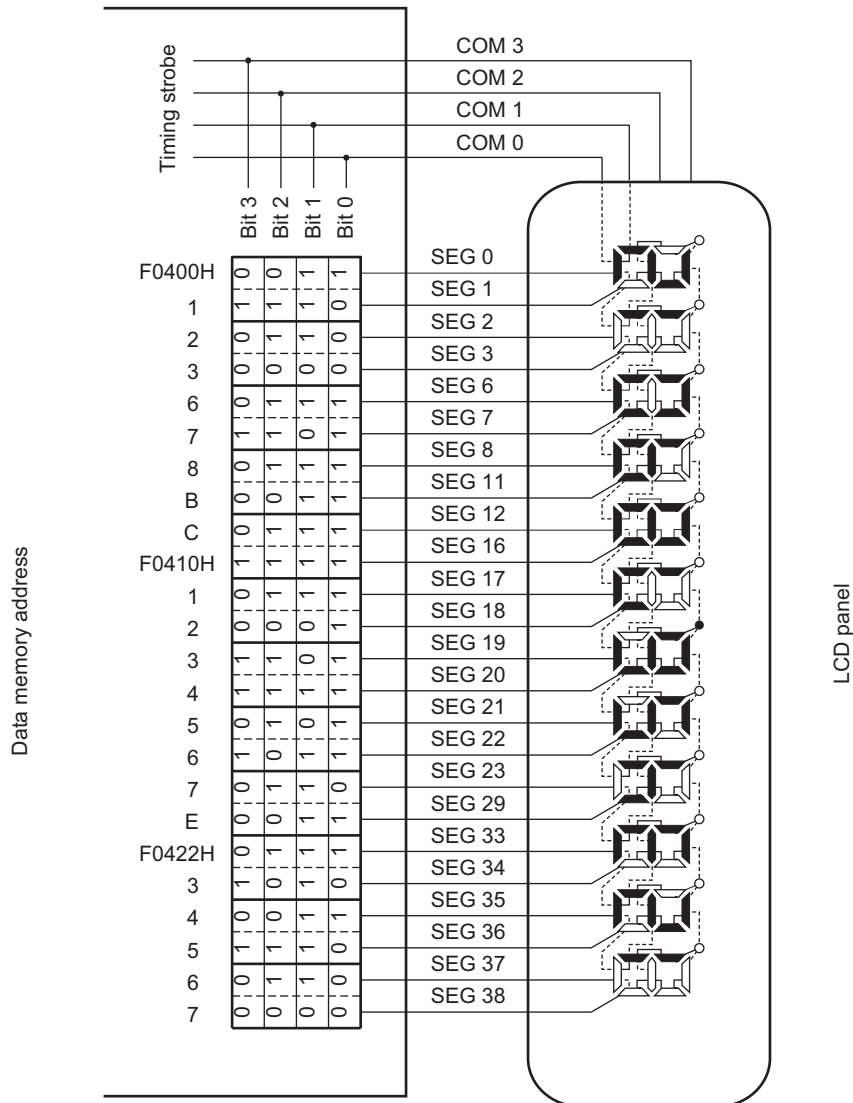 COM 3
COM 2
COM 1
COM 0
Timing strobe
Bit 3 Bit 2 Bit 1 Bit 0
F0400H 0 0 1 1 SEG 0
1 1 1 1 0 SEG 1
2 0 1 1 0 SEG 2
3 0 0 0 0 SEG 3
6 0 1 1 1 SEG 6
7 1 1 0 1 SEG 7
8 0 1 1 1 SEG 8
B 0 0 1 1 SEG 11
C 0 1 1 1 SEG 12
F0410H 1 1 1 1 SEG 16
1 0 1 1 1 SEG 17
2 0 0 0 1 SEG 18
3 1 1 0 1 SEG 19
4 1 1 1 1 SEG 20
5 0 1 0 1 SEG 21
6 1 0 1 1 SEG 22
7 0 1 1 0 SEG 23
E 0 0 1 1 SEG 29
F0422H 0 1 1 1 SEG 33
3 1 0 1 0 SEG 34
4 0 0 1 1 SEG 35
5 1 1 1 0 SEG 36
6 0 1 1 0 SEG 37
7 0 0 0 0 SEG 38
Data memory address
LCD panel